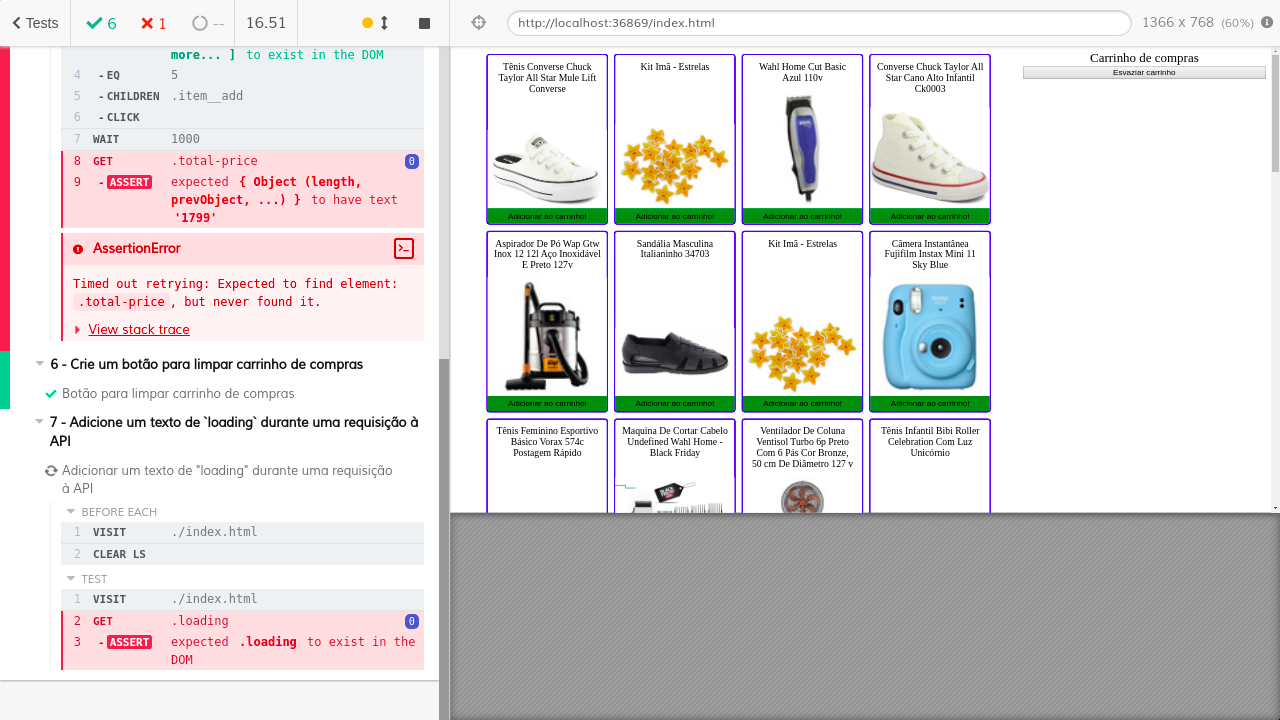 Tests
6
1
--
16.51
http://localhost:36869/index.html
1366 x 768 (60%)
more... ] to exist in the DOM
4 - EQ 5
5 - CHILDREN .item__add
6 - CLICK
7 WAIT 1000
8 GET .total-price 0
9 - ASSERT expected { Object (length,
prevObject, ...) } to have text
'1799'
AssertionError
Timed out retrying: Expected to find element:
.total-price, but never found it.
View stack trace
6 - Crie um botão para limpar carrinho de compras
Botão para limpar carrinho de compras
7 - Adicione um texto de `loading` durante uma requisição à
API
Adicionar um texto de "loading" durante uma requisição
à API
BEFORE EACH
1 VISIT ./index.html
2 CLEAR LS
TEST
1 VISIT ./index.html
2 GET .loading 0
3 - ASSERT expected .loading to exist in the
DOM
Tênis Converse Chuck
Taylor All Star Mule Lift
Converse
Adicionar ao carrinho!
Kit Imã - Estrelas
Adicionar ao carrinho!
Wahl Home Cut Basic
Azul 110v
Adicionar ao carrinho!
Converse Chuck Taylor All
Star Cano Alto Infantil
Ck0003
Adicionar ao carrinho!
Carrinho de compras
Esvaziar carrinho
Aspirador De Pó Wap Gtw
Inox 12 12l Aço Inoxidável
E Preto 127v
Adicionar ao carrinho!
Sandália Masculina
Italianinho 34703
Adicionar ao carrinho!
Kit Imã - Estrelas
Adicionar ao carrinho!
Câmera Instantânea
Fujifilm Instax Mini 11
Sky Blue
Adicionar ao carrinho!
Tênis Feminino Esportivo
Básico Vorax 574c
Postagem Rápido
Maquina De Cortar Cabelo
Undefined Wahl Home -
Black Friday
Ventilador De Coluna
Ventisol Turbo 6p Preto
Com 6 Pás Cor Bronze,
50 cm De Diâmetro 127 v
Tênis Infantil Bibi Roller
Celebration Com Luz
Unicórnio